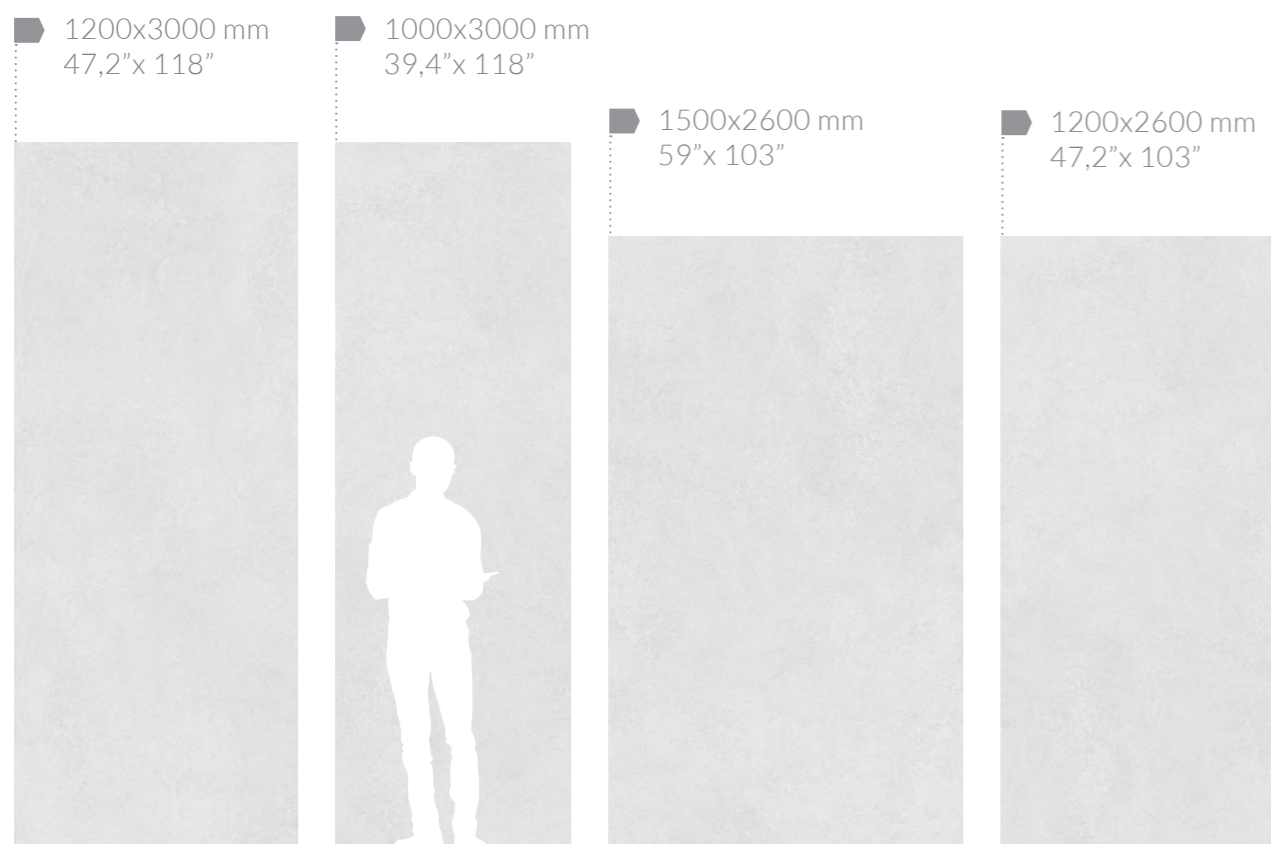 1200x3000 mm
47,2”x 118”
1000x3000 mm
39,4”x 118”
1500x2600 mm
59”x 103”
1200x2600 mm
47,2”x 103”